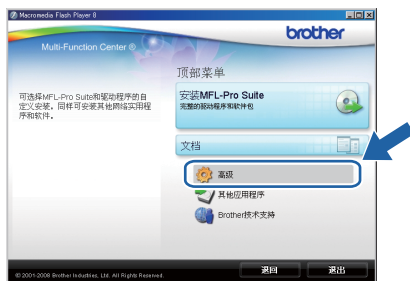 Macromedia Flash Player 8
brother
Multi-Function Center ®
顶部菜单
可选择MFL-Pro Suite和驱动程序的自
定义安装。同样可安装其他网络实用程
序和软件。
安装MFL-Pro Suite
完整的驱动程序和软件包
文档
高级
其他应用程序
Brother技术支持
© 2001-2008 Brother Industries, Ltd. All Rights Reserved.
退回
退出